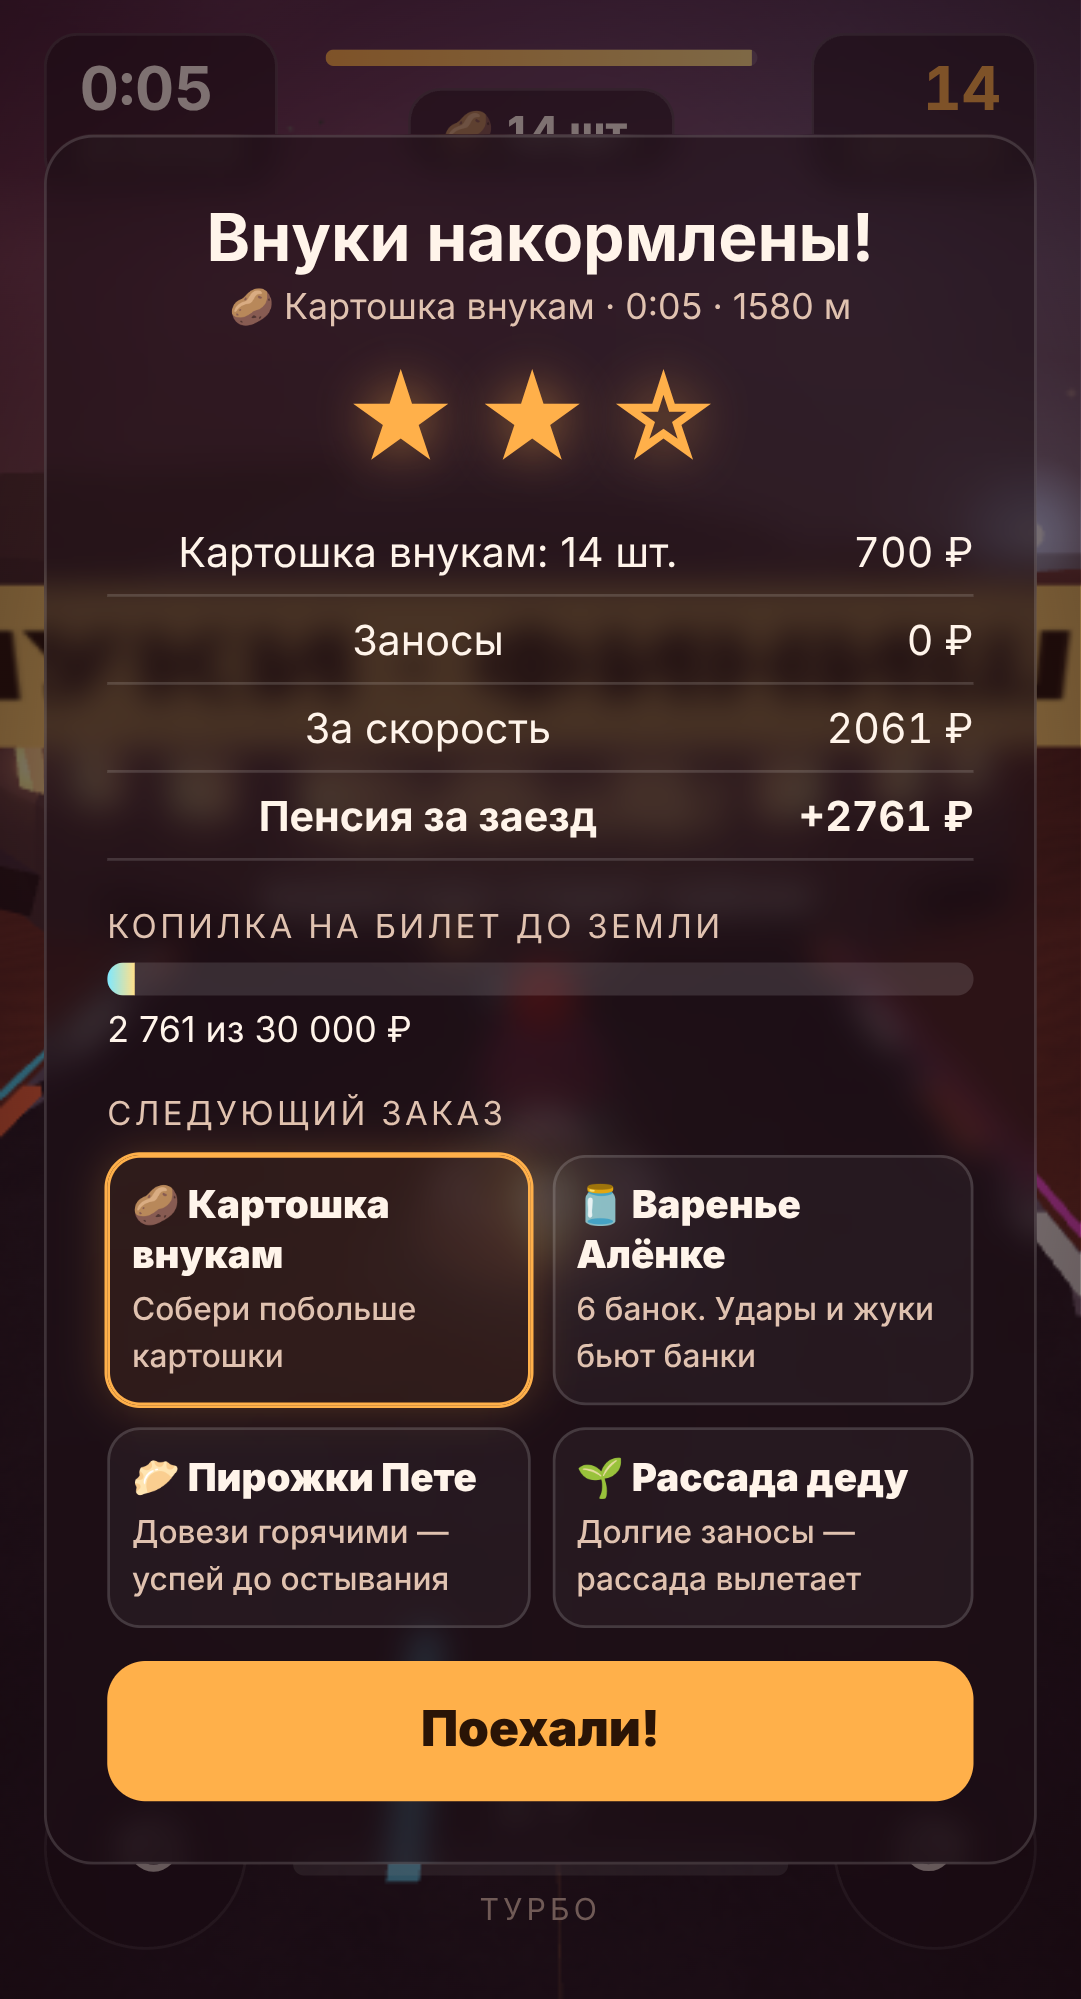 0:05
14
🥔 14 шт
Внуки накормлены!
🥔 Картошка внукам · 0:05 · 1580 м
★ ★ ☆
Картошка внукам: 14 шт. 700 ₽
Заносы 0 ₽
За скорость 2061 ₽
Пенсия за заезд +2761 ₽
КОПИЛКА НА БИЛЕТ ДО ЗЕМЛИ
2 761 из 30 000 ₽
СЛЕДУЮЩИЙ ЗАКАЗ
🥔 Картошка
внукам
Собери побольше
картошки
🫙 Варенье
Алёнке
6 банок. Удары и жуки
бьют банки
🥟 Пирожки Пете
Довези горячими —
успей до остывания
🌱 Рассада деду
Долгие заносы —
рассада вылетает
Поехали!
ТУРБО